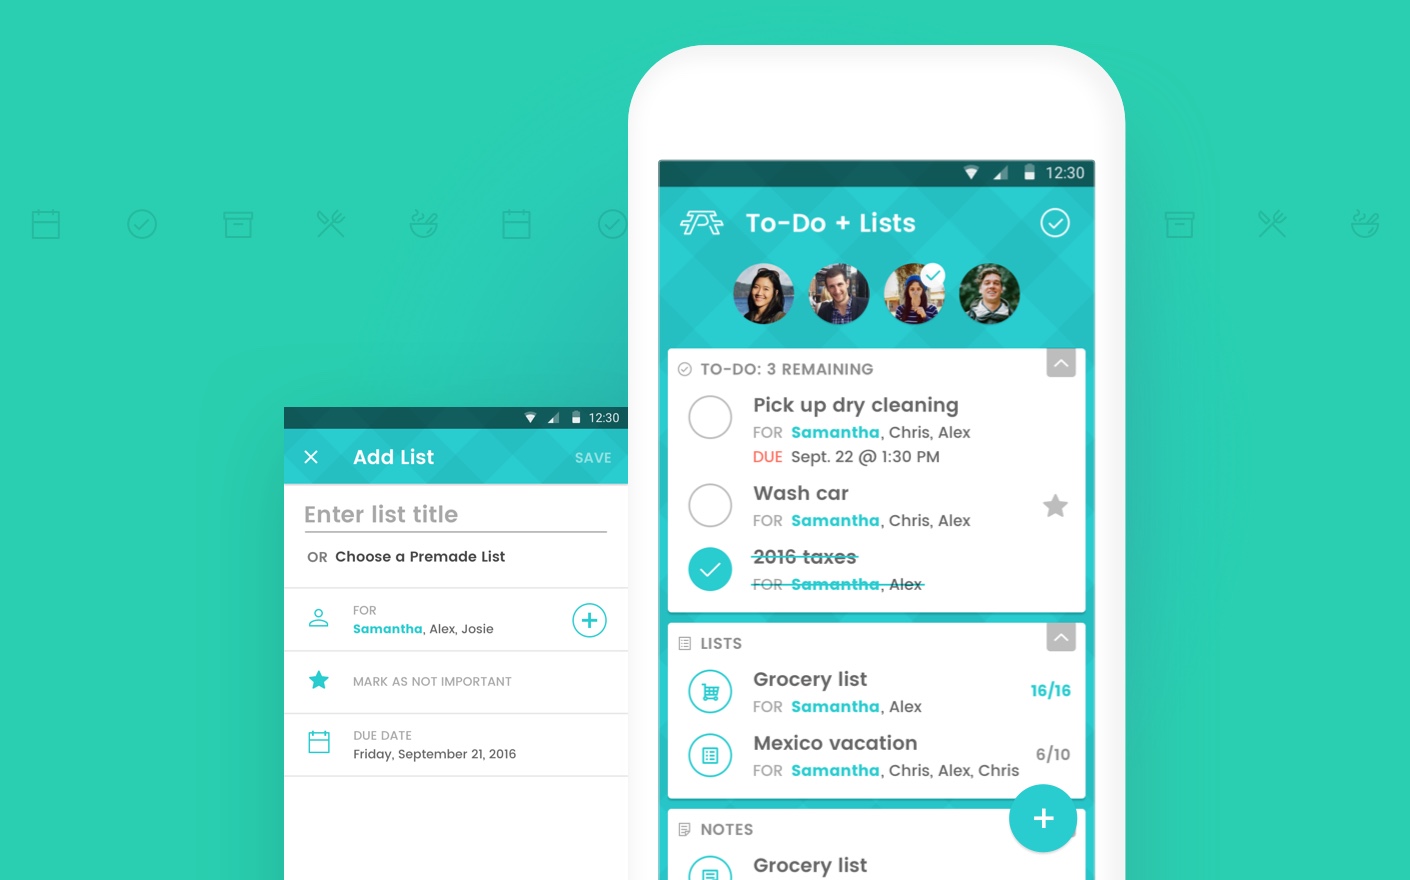 12:30
Add List
SAVE
Enter list title
OR Choose a Premade List
FOR
Samantha, Alex, Josie
MARK AS NOT IMPORTANT
DUE DATE
Friday, September 21, 2016
12:30
To-Do + Lists
TO-DO: 3 REMAINING
Pick up dry cleaning
FOR Samantha, Chris, Alex
DUE Sept. 22 @ 1:30 PM
Wash car
FOR Samantha, Chris, Alex
2016 taxes
FOR Samantha, Alex
LISTS
Grocery list
16/16
FOR Samantha, Alex
Mexico vacation
6/10
FOR Samantha, Chris, Alex, Chris
NOTES
Grocery list